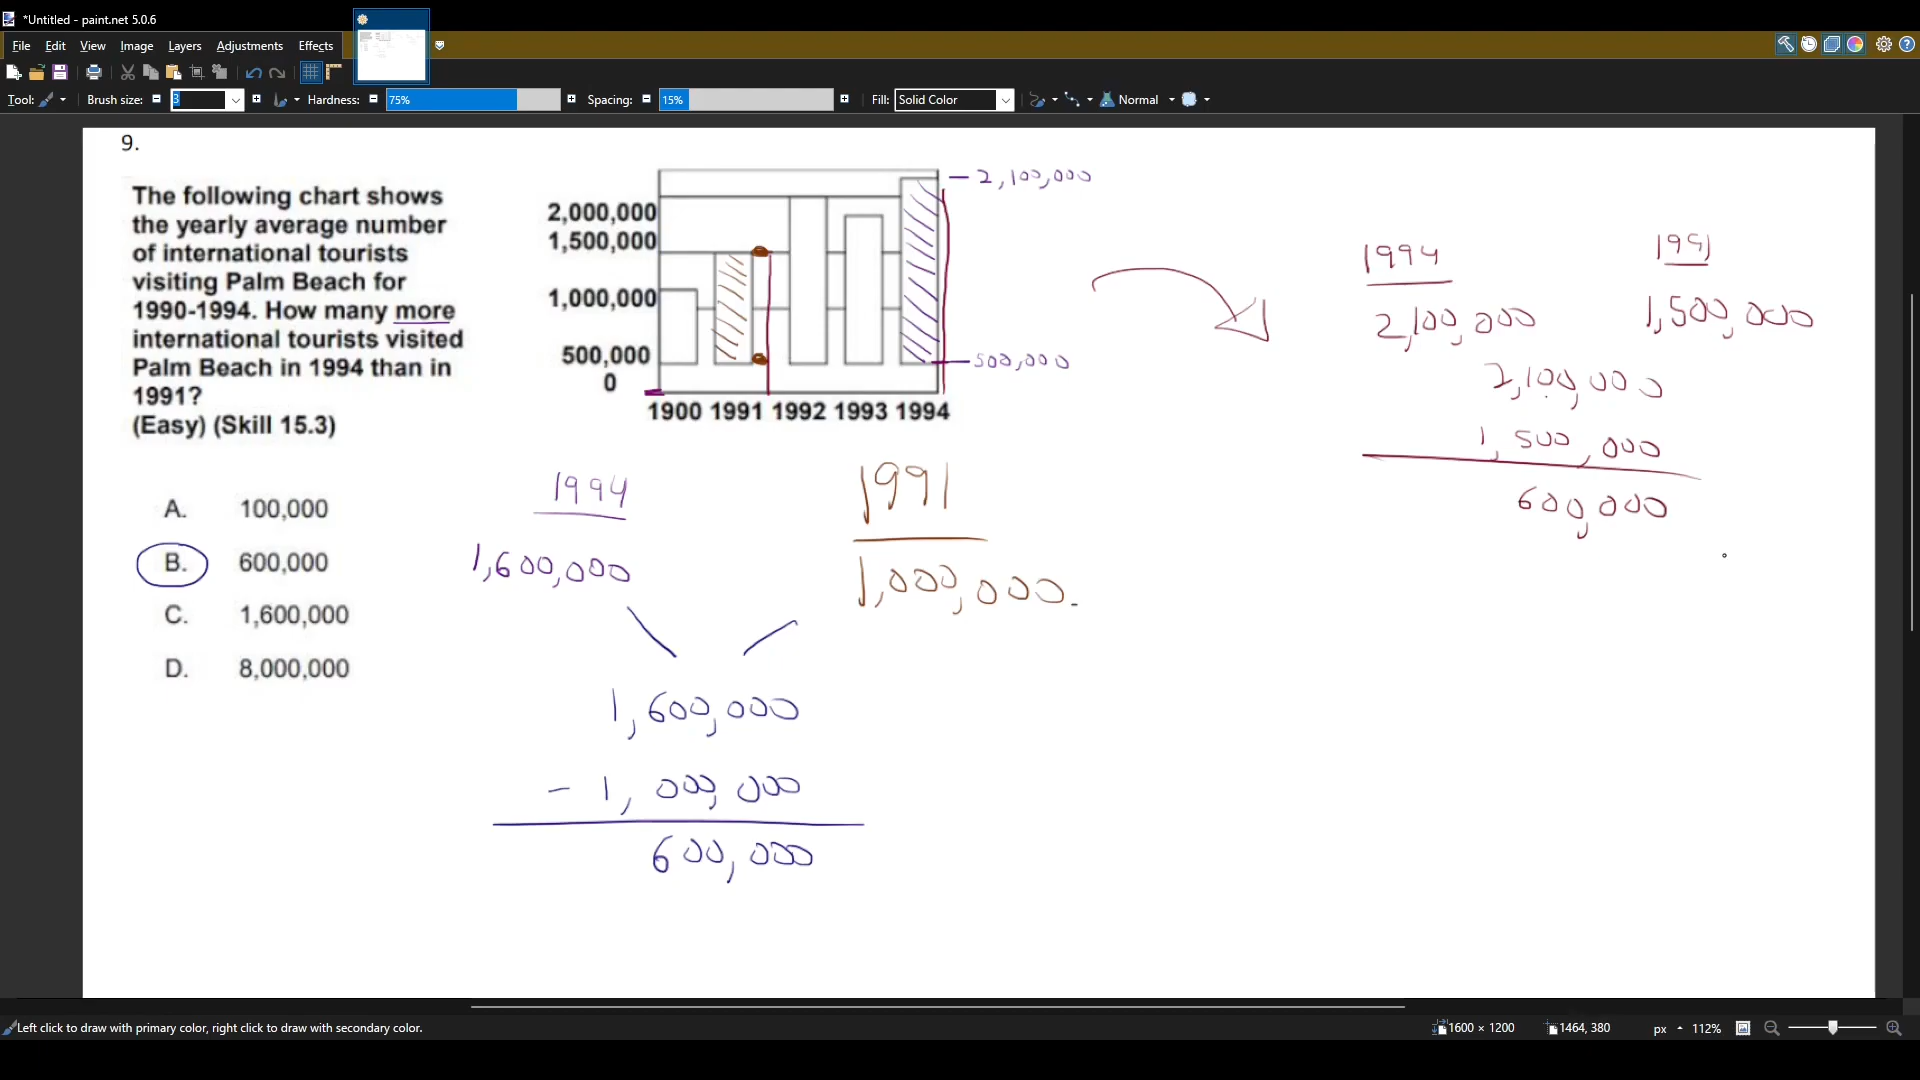 *Untitled - paint.net 5.0.6
File Edit View Image Layers Adjustments Effects
Tool: Brush size: 3 Hardness: 75% Spacing: 15% Fill: Solid Color Normal
9.
The following chart shows
the yearly average number
of international tourists
visiting Palm Beach for
1990-1994. How many more
international tourists visited
Palm Beach in 1994 than in
1991?
(Easy) (Skill 15.3)
A. 100,000
B. 600,000
C. 1,600,000
D. 8,000,000
2,000,000
1,500,000
1,000,000
500,000
0
1900 1991 1992 1993 1994
2,100,000
500,000
1994
1,600,000
1991
1,000,000.
1,600,000
- 1,000,000
600,000
1994
2,100,000
1991
1,500,000
2,100,000
1,500,000
600,000
Left click to draw with primary color, right click to draw with secondary color.
1600 × 1200
1464, 380
px
112%